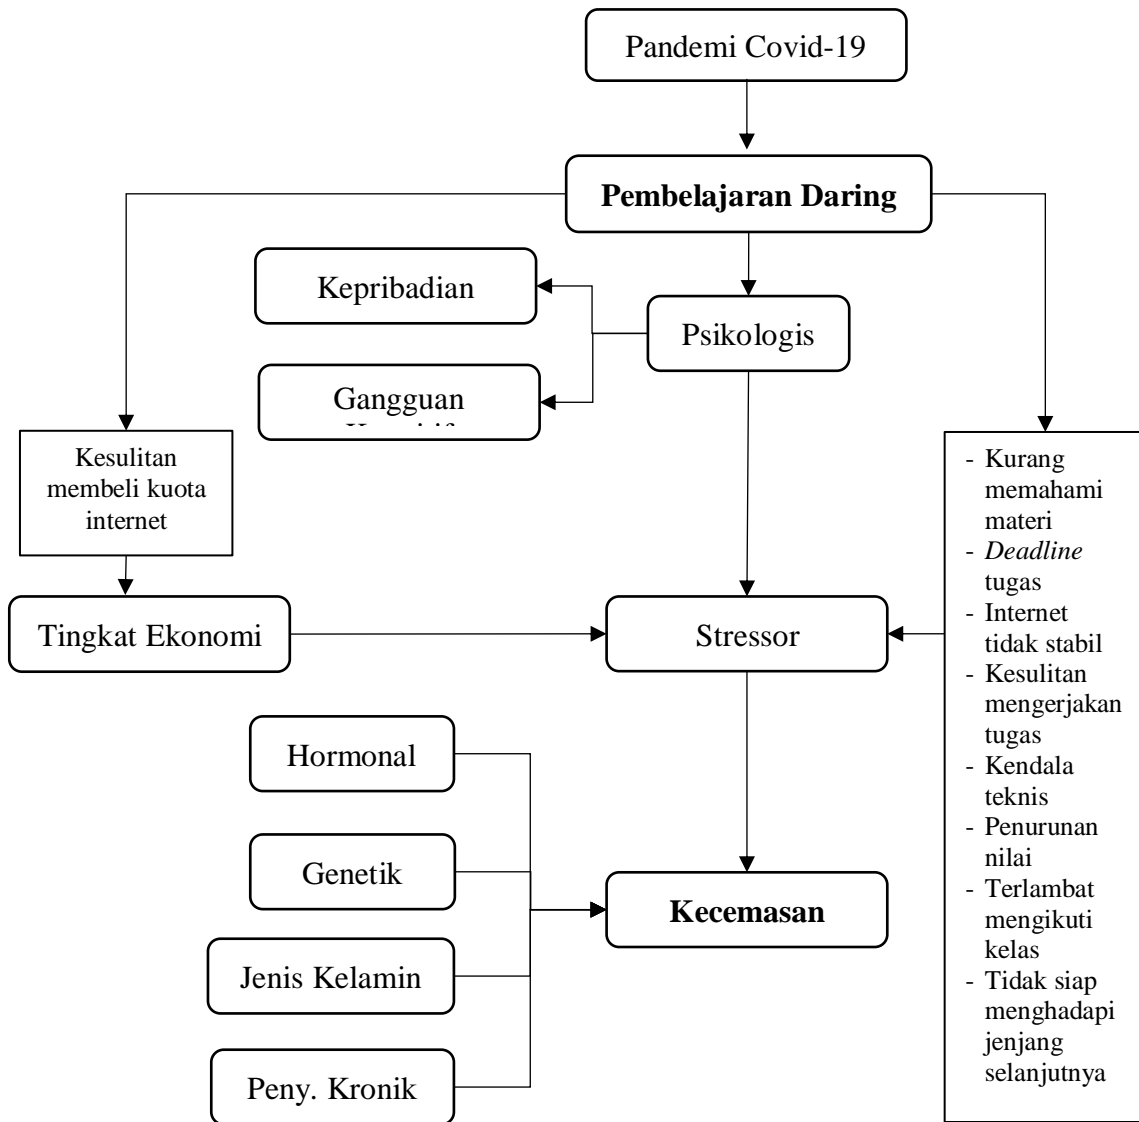 Pandemi Covid-19
Pembelajaran Daring
Kepribadian
Psikologis
Gangguan
Kesulitan
membeli kuota
internet
- Kurang
memahami
materi
- Deadline
tugas
- Internet
tidak stabil
- Kesulitan
mengerjakan
tugas
- Kendala
teknis
- Penurunan
nilai
- Terlambat
mengikuti
kelas
- Tidak siap
menghadapi
jenjang
selanjutnya
Tingkat Ekonomi
Stressor
Hormonal
Genetik
Kecemasan
Jenis Kelamin
Peny. Kronik